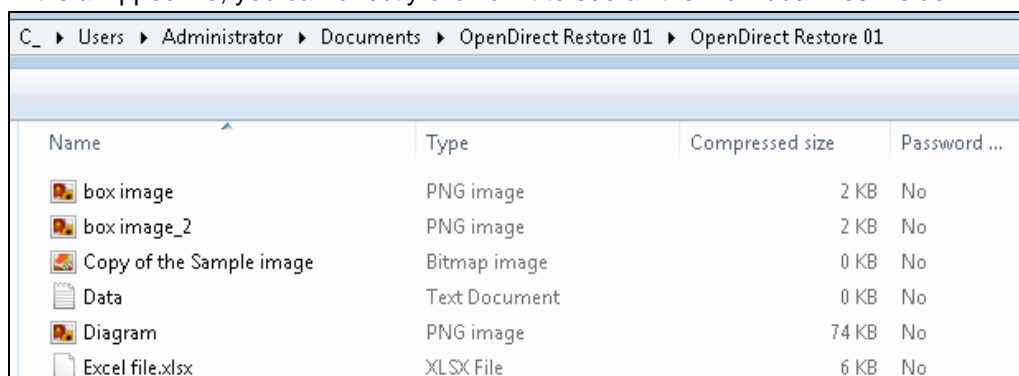 C_ ▸ Users ▸ Administrator ▸ Documents ▸ OpenDirect Restore 01 ▸ OpenDirect Restore 01
Name Type Compressed size Password ...
box image PNG image 2 KB No
box image_2 PNG image 2 KB No
Copy of the Sample image Bitmap image 0 KB No
Data Text Document 0 KB No
Diagram PNG image 74 KB No
Excel file.xlsx XLSX File 6 KB No